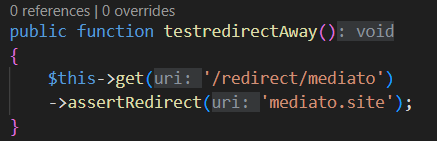 0 references | 0 overrides
public function testredirectAway(): void
{
$this->get(uri: '/redirect/mediato')
->assertRedirect(uri: 'mediato.site');
}